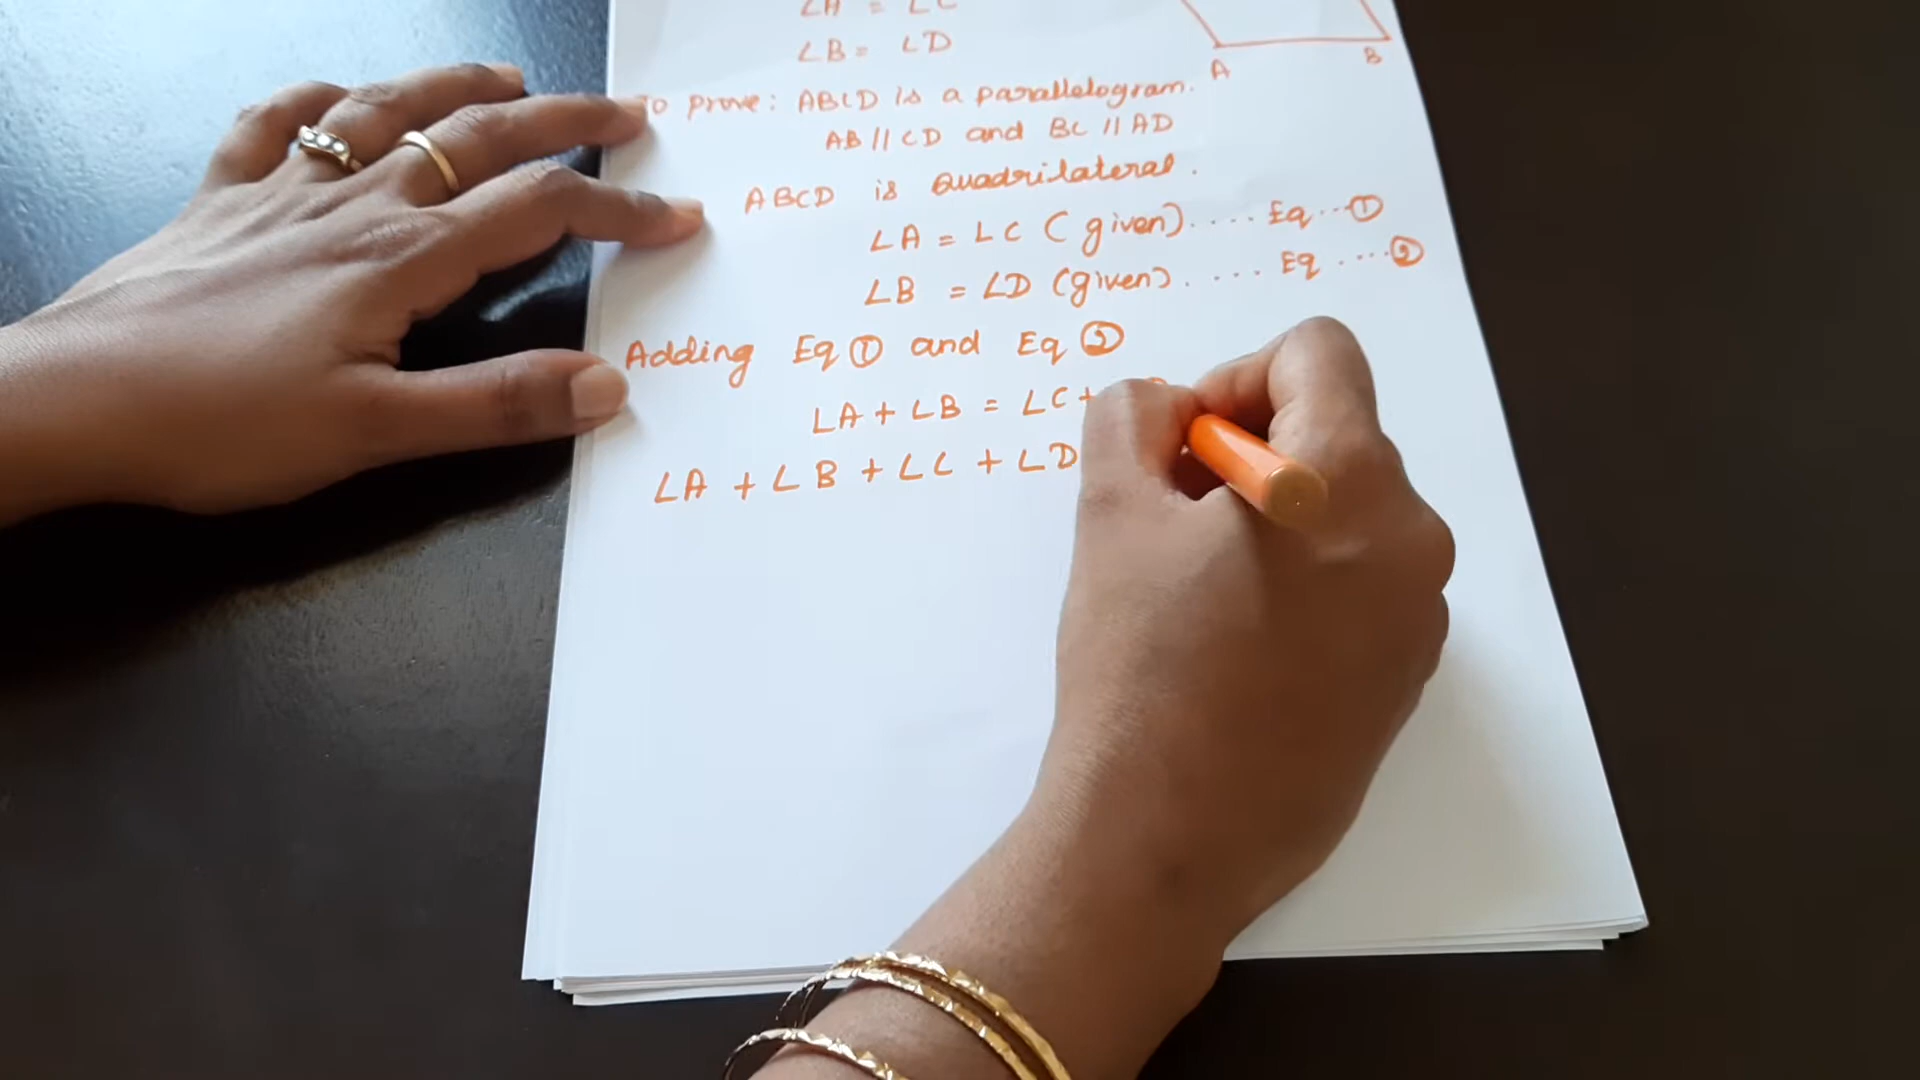 ∠A = ∠C
∠B = ∠D
A B
To prove: ABCD is a parallelogram.
AB // CD and BC // AD
ABCD is Quadrilateral.
∠A = ∠C (given)..... Eq...①
∠B = ∠D (given)..... Eq....②
Adding Eq ① and Eq ②
∠A + ∠B = ∠C +
∠A + ∠B + ∠C + ∠D